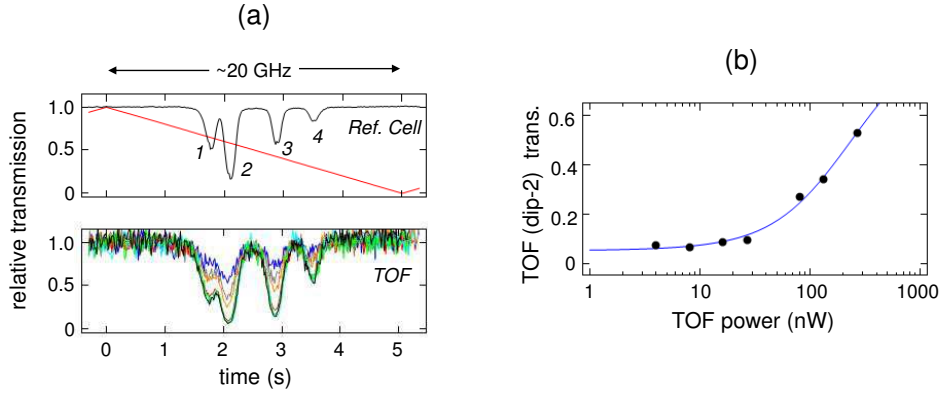 (a)
~20 GHz
relative transmission
1.0
0.5
0
Ref. Cell
1
2
3
4
1.0
0.5
0
TOF
0
1
2
3
4
5
time (s)
(b)
TOF (dip-2) trans.
0.6
0.4
0.2
0
1
10
100
1000
TOF power (nW)